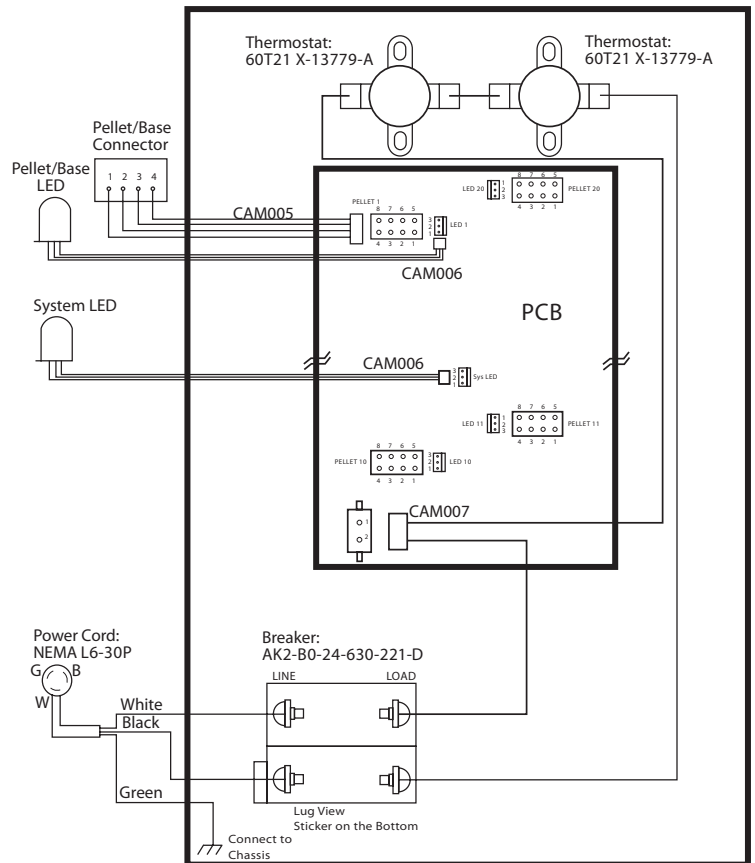 Thermostat:
60T21 X-13779-A
Thermostat:
60T21 X-13779-A
Pellet/Base
Connector
1 2 3 4
Pellet/Base
LED
CAM005
PELLET 1
8 7 6 5
4 3 2 1
3
2
1
LED 1
CAM006
LED 20
1
2
3
8 7 6 5
4 3 2 1
PELLET 20
PCB
System LED
CAM006
3
2
1
Sys LED
LED 11
1
2
3
8 7 6 5
4 3 2 1
PELLET 11
PELLET 10
8 7 6 5
4 3 2 1
3
2
1
LED 10
1
2
CAM007
Power Cord:
NEMA L6-30P
G B
W
White
Black
Green
Breaker:
AK2-B0-24-630-221-D
LINE LOAD
Lug View
Sticker on the Bottom
Connect to
Chassis